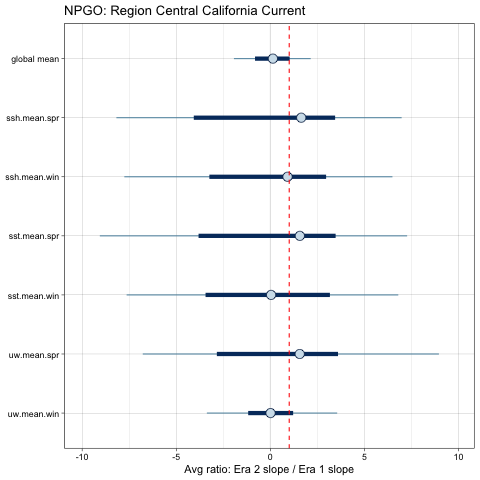 NPGO: Region Central California Current
global mean
ssh.mean.spr
ssh.mean.win
sst.mean.spr
sst.mean.win
uw.mean.spr
uw.mean.win
-10 -5 0 5 10
Avg ratio: Era 2 slope / Era 1 slope